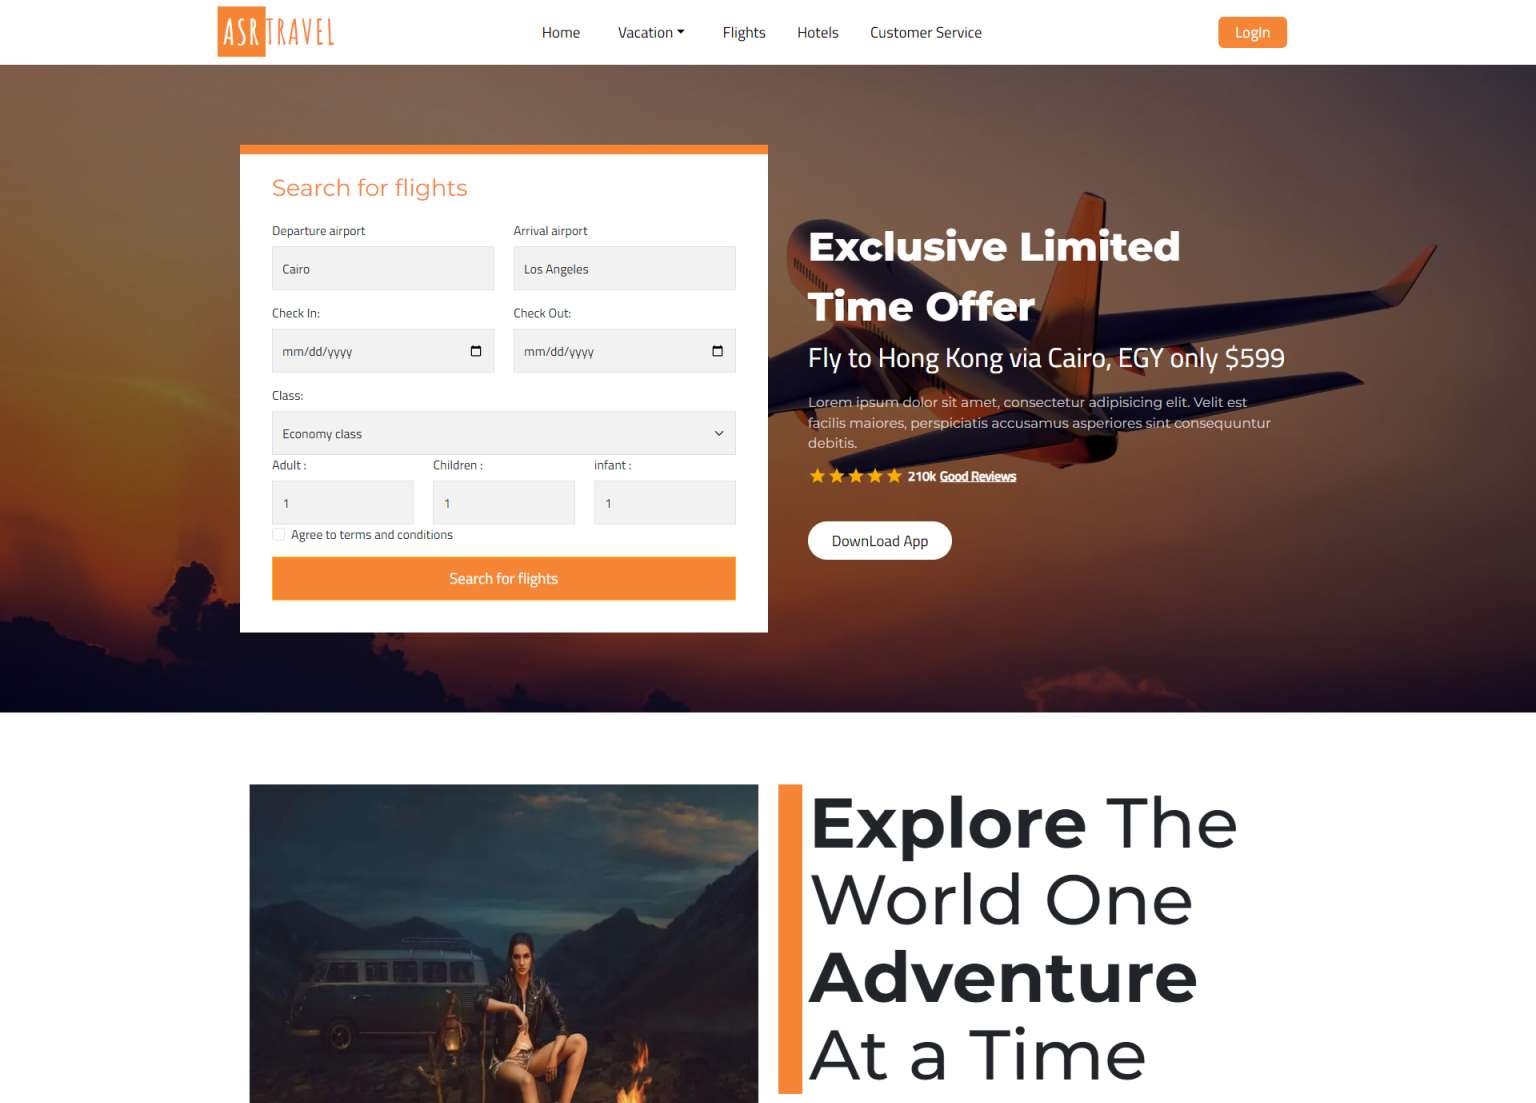 ASR TRAVEL
Home Vacation Flights Hotels Customer Service LogIn
Search for flights
Departure airport Arrival airport
Cairo Los Angeles
Check In: Check Out:
mm/dd/yyyy mm/dd/yyyy
Class:
Economy class
Adult : Children : infant :
1 1 1
Agree to terms and conditions
Search for flights
Exclusive Limited
Time Offer
Fly to Hong Kong via Cairo, EGY only $599
Lorem ipsum dolor sit amet, consectetur adipisicing elit. Velit est
facilis maiores, perspiciatis accusamus asperiores sint consequuntur
debitis.
210k Good Reviews
DownLoad App
Explore The
World One
Adventure
At a Time